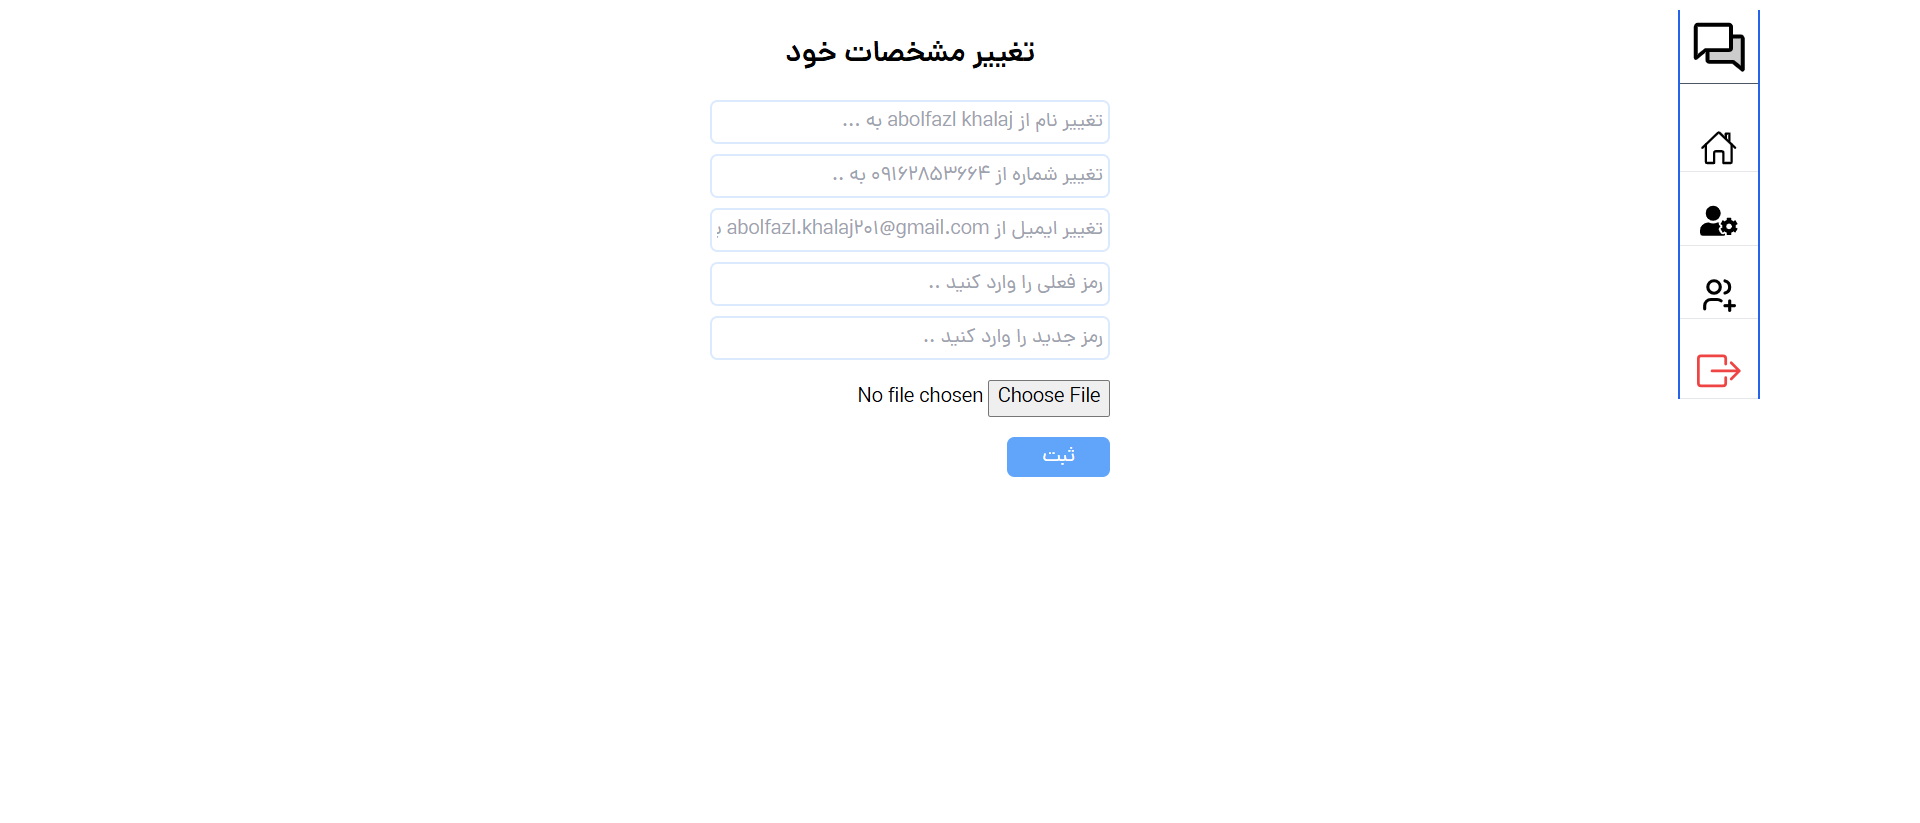 تغییر مشخصات خود
تغییر نام از abolfazl khalaj به ...
تغییر شماره از ۰۹۱۶۲۸۵۳۶۶۴ به ..
تغییر ایمیل از abolfazl.khalaj۲۰۱@gmail.com
رمز فعلی را وارد کنید ..
رمز جدید را وارد کنید ..
Choose File No file chosen
ثبت